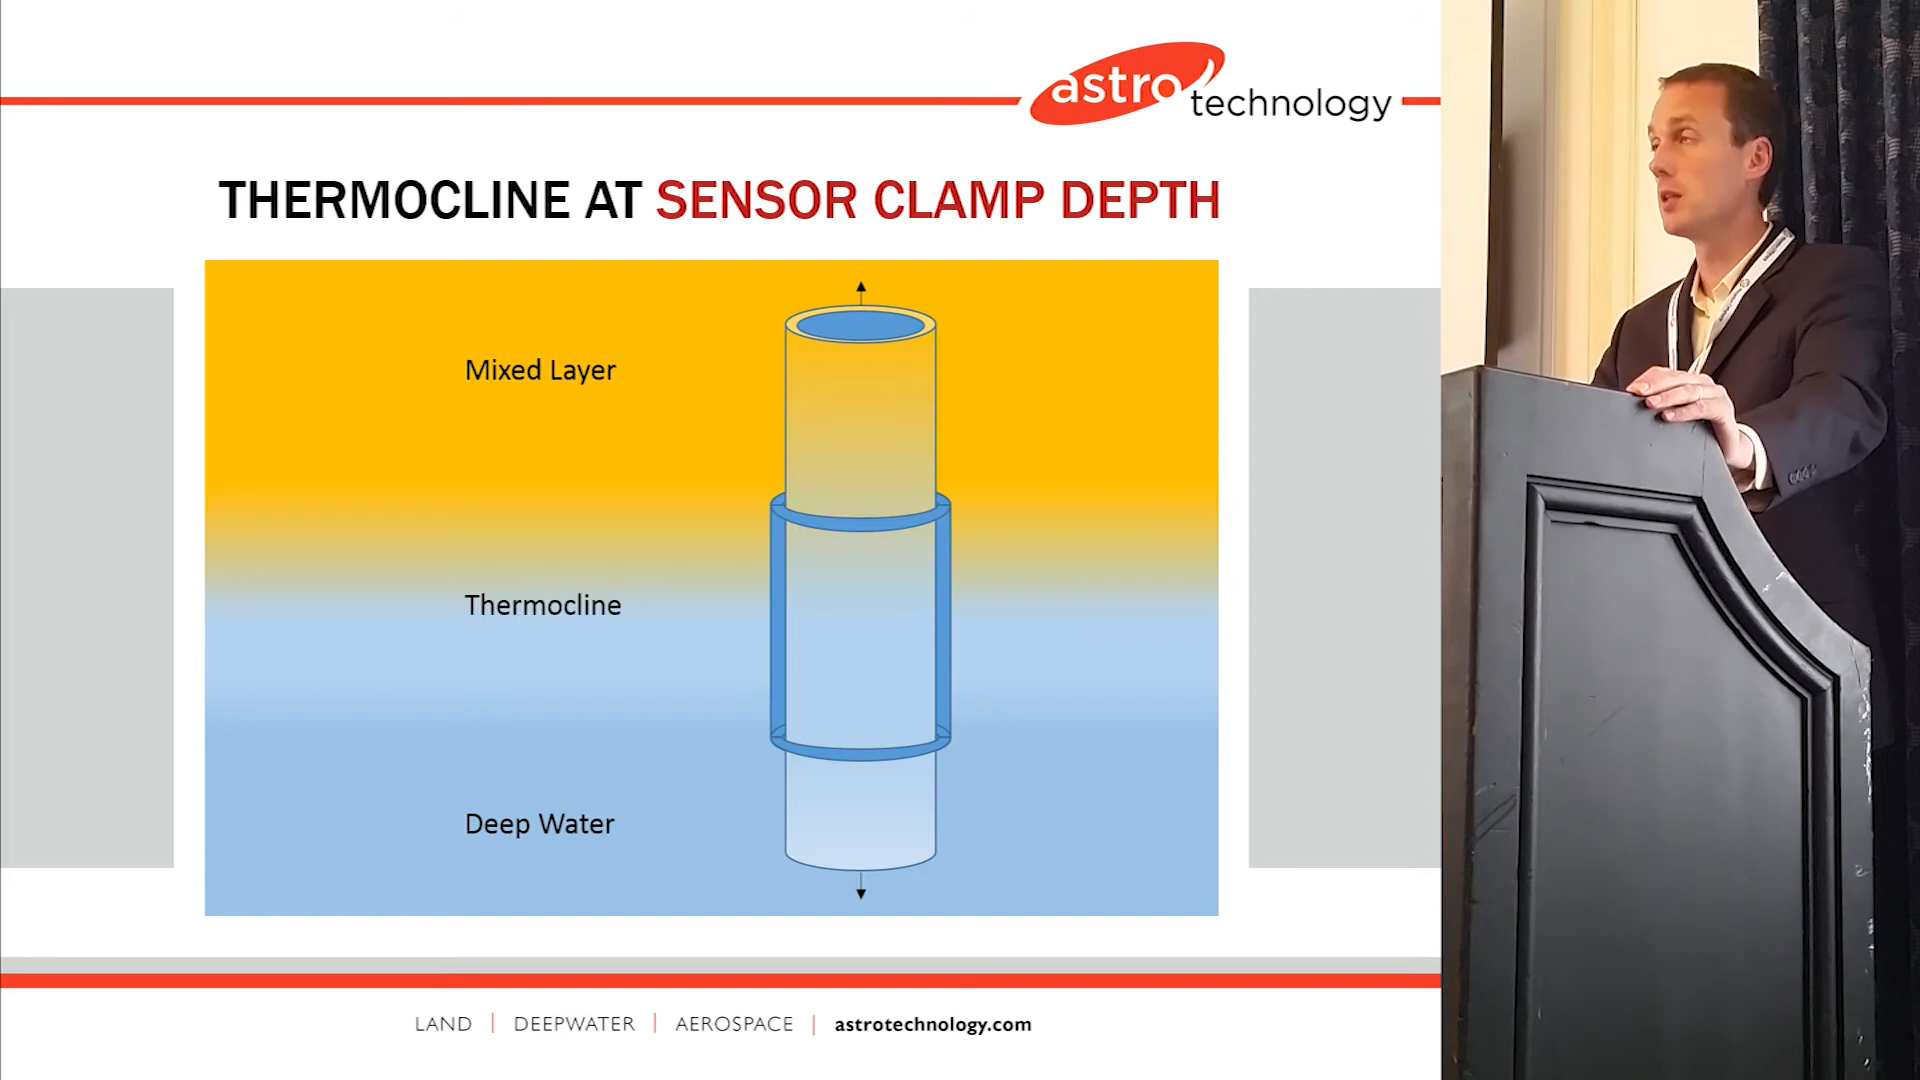 astro technology
THERMOCLINE AT SENSOR CLAMP DEPTH
Mixed Layer
Thermocline
Deep Water
LAND | DEEPWATER | AEROSPACE | astrotechnology.com